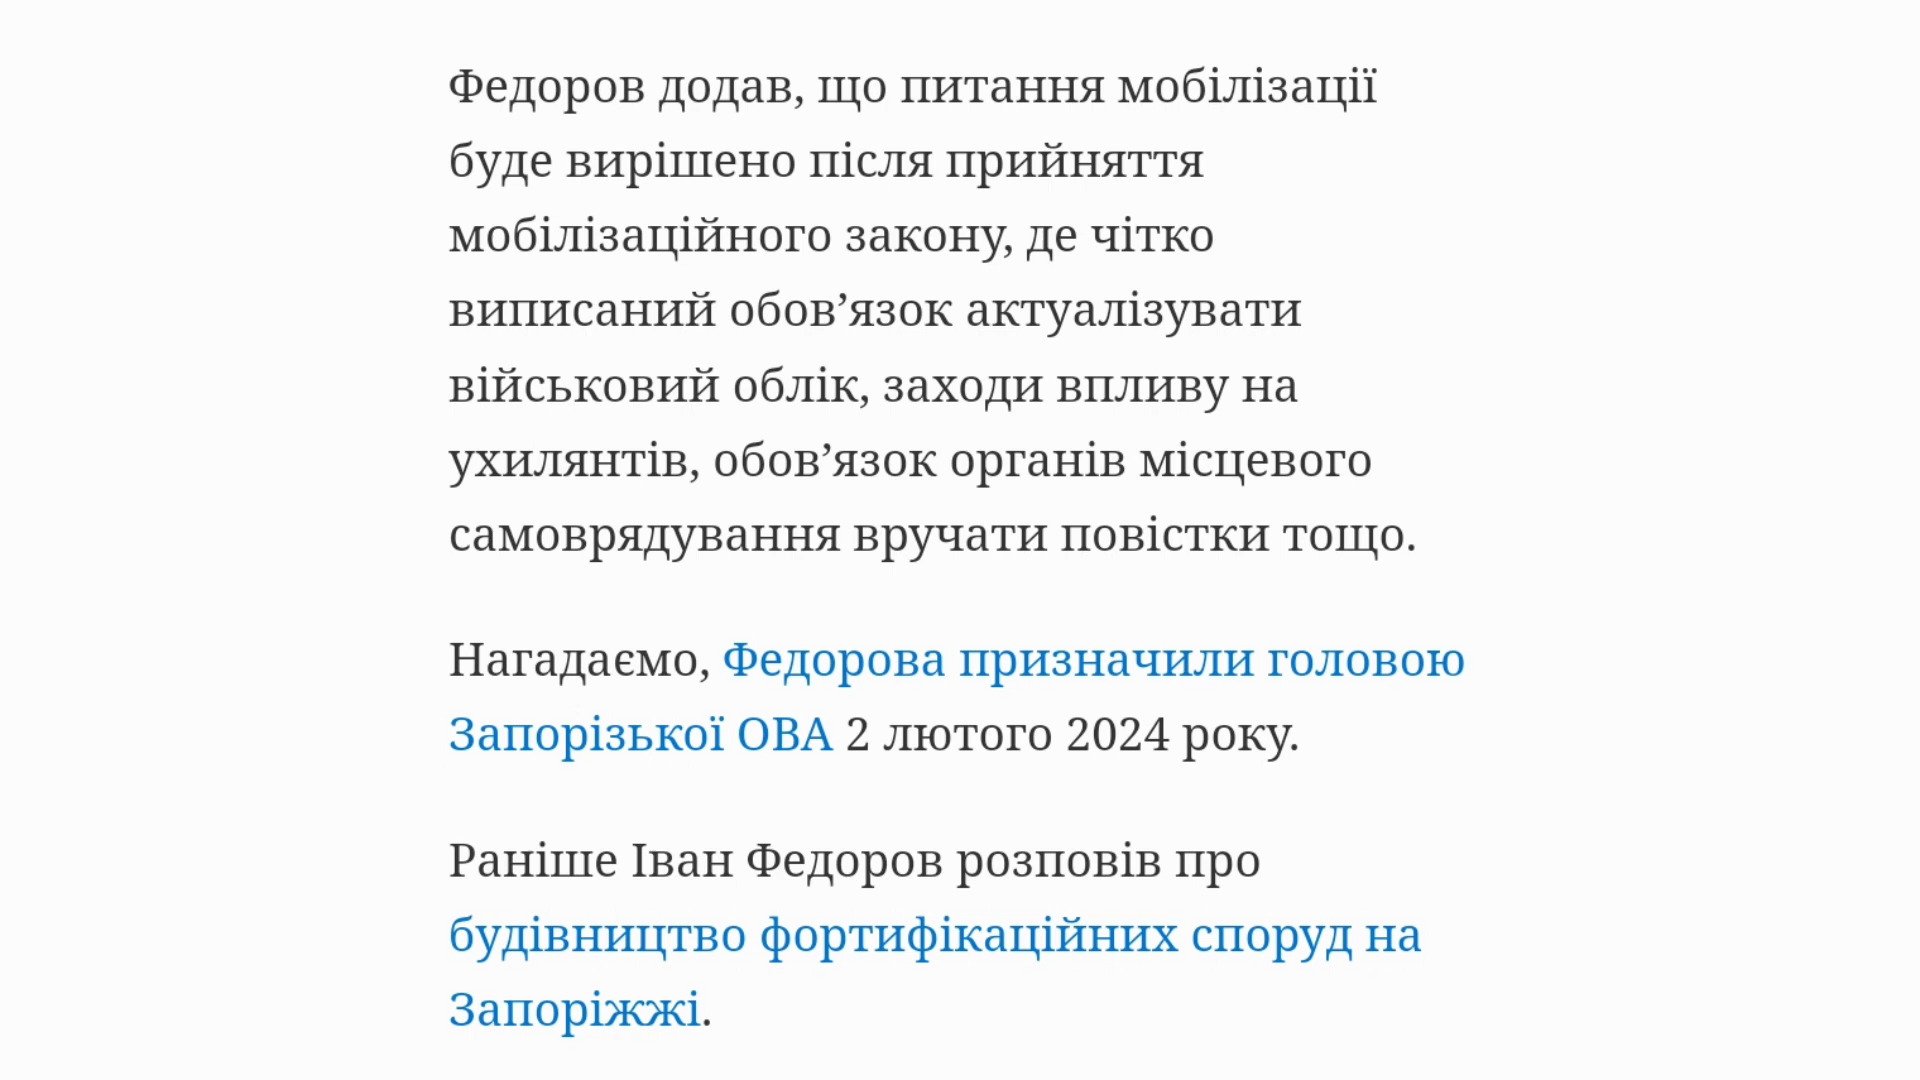 Федоров додав, що питання мобілізації
буде вирішено після прийняття
мобілізаційного закону, де чітко
виписаний обов’язок актуалізувати
військовий облік, заходи впливу на
ухилянтів, обов’язок органів місцевого
самоврядування вручати повістки тощо.
Нагадаємо, Федорова призначили головою
Запорізької ОВА 2 лютого 2024 року.
Раніше Іван Федоров розповів про
будівництво фортифікаційних споруд на
Запоріжжі.